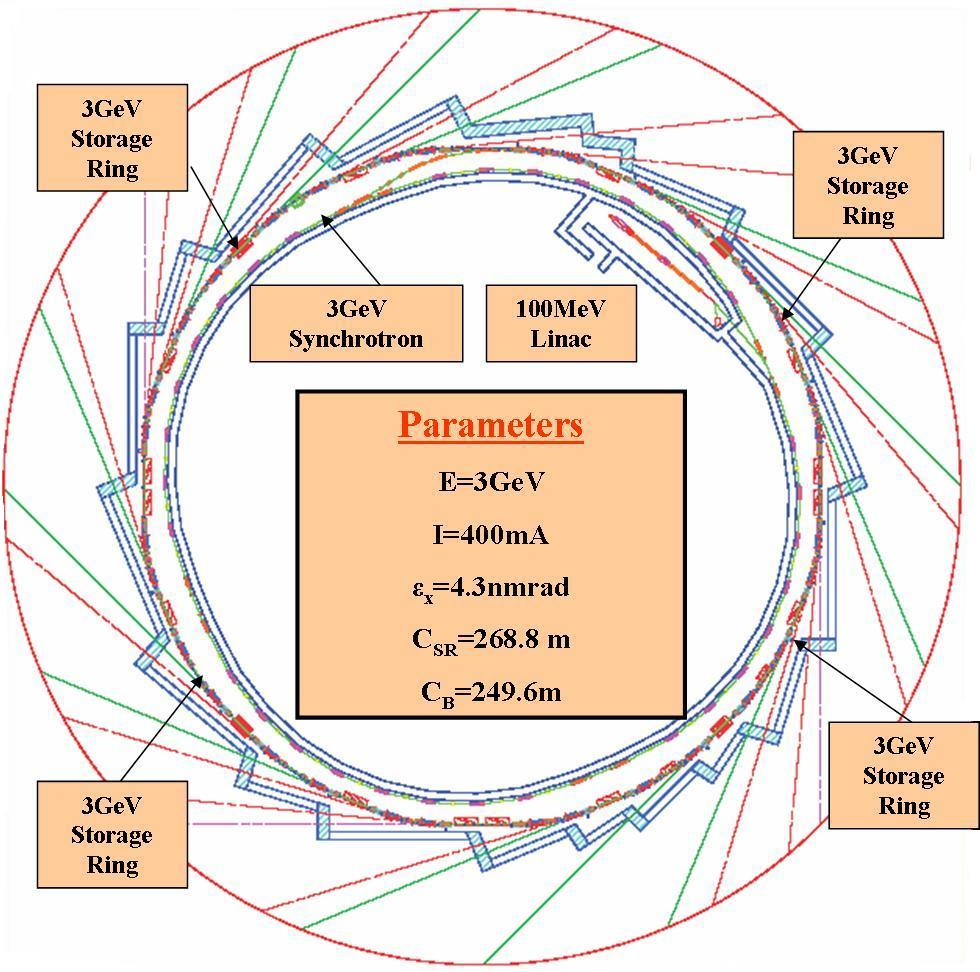 3GeV
Storage
Ring
3GeV
Storage
Ring
3GeV
Synchrotron
100MeV
Linac
Parameters
E=3GeV
I=400mA
εx=4.3nmrad
CSR=268.8 m
CB=249.6m
3GeV
Storage
Ring
3GeV
Storage
Ring